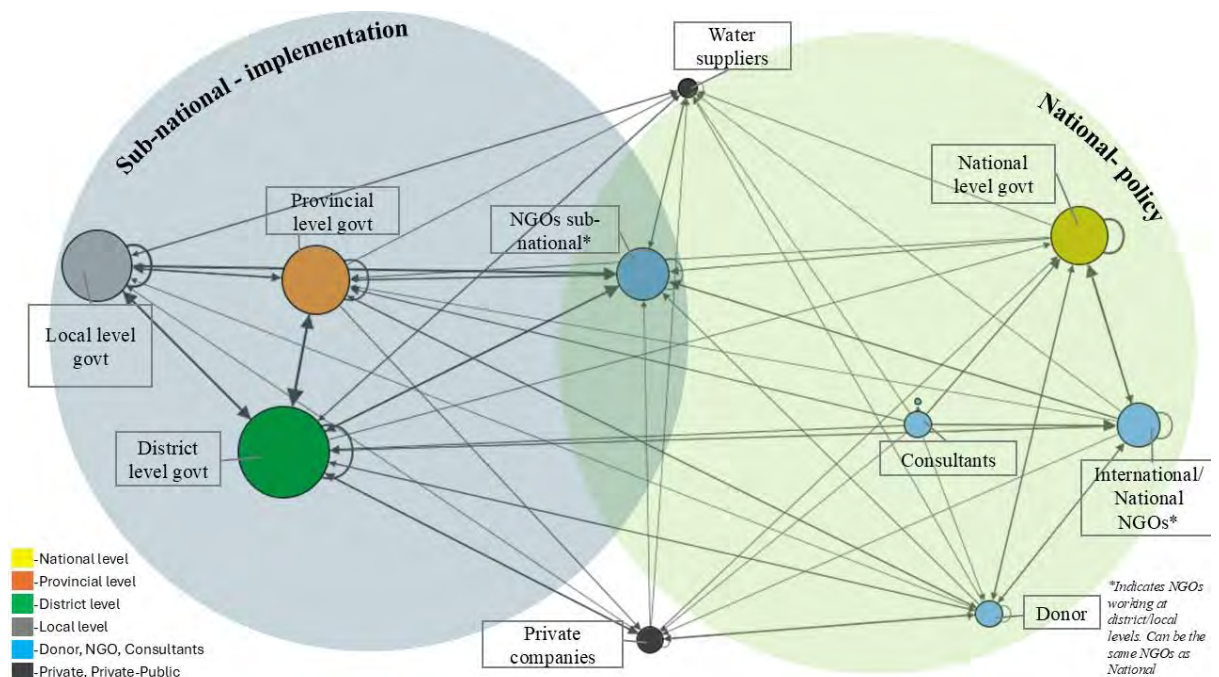 Water
suppliers
Sub-national - implementation
National- policy
National
level govt
Provincial
level govt
NGOs sub-
national*
Local level
govt
District
level govt
Consultants
International/
National
NGOs*
-National level
-Provincial level
-District level
-Local level
-Donor, NGO, Consultants
-Private, Private-Public
Private
companies
Donor
*Indicates NGOs
working at
district/local
levels. Can be the
same NGOs as
National